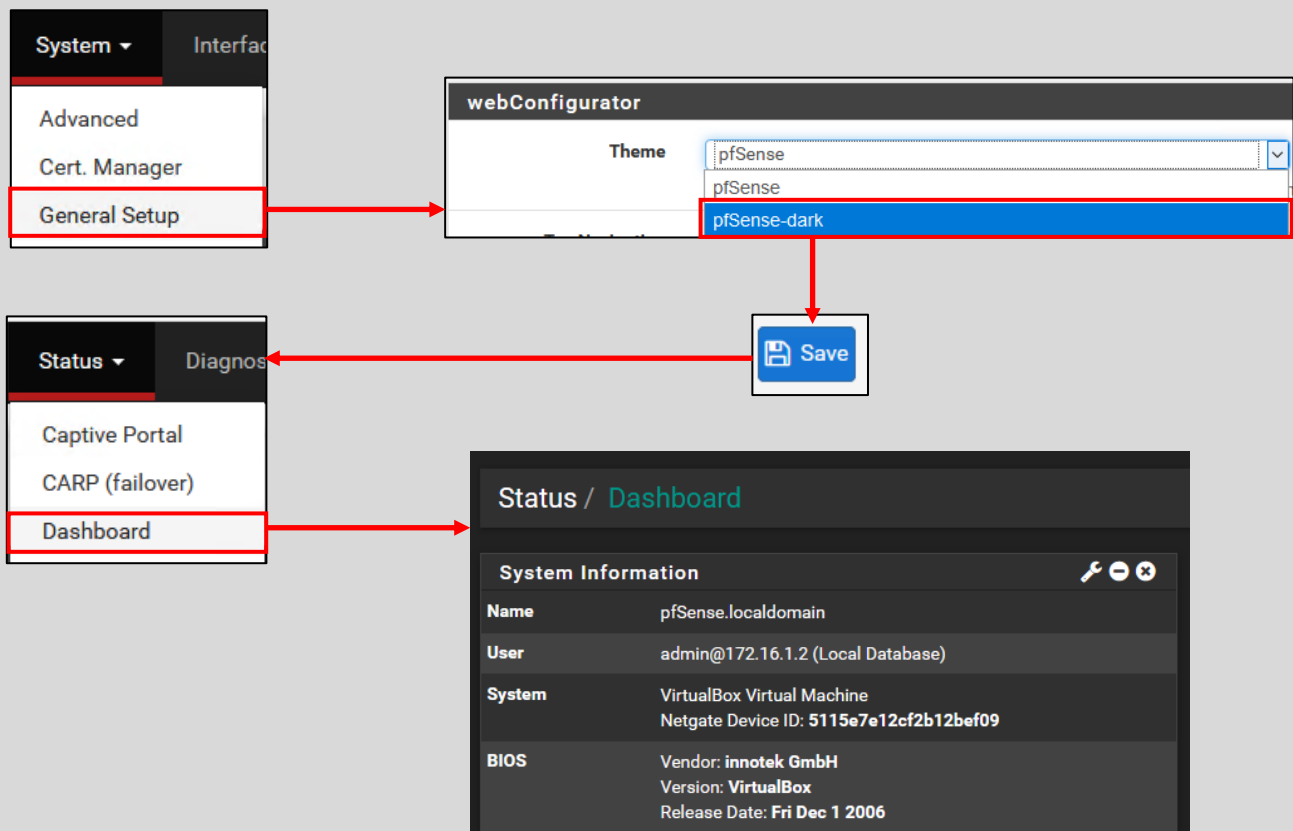 System Interfac
Advanced
Cert. Manager
General Setup
webConfigurator
Theme pfSense
pfSense
pfSense-dark
Save
Status Diagnos
Captive Portal
CARP (failover)
Dashboard
Status / Dashboard
System Information
Name pfSense.localdomain
User admin@172.16.1.2 (Local Database)
System VirtualBox Virtual Machine
Netgate Device ID: 5115e7e12cf2b12bef09
BIOS Vendor: innotek GmbH
Version: VirtualBox
Release Date: Fri Dec 1 2006